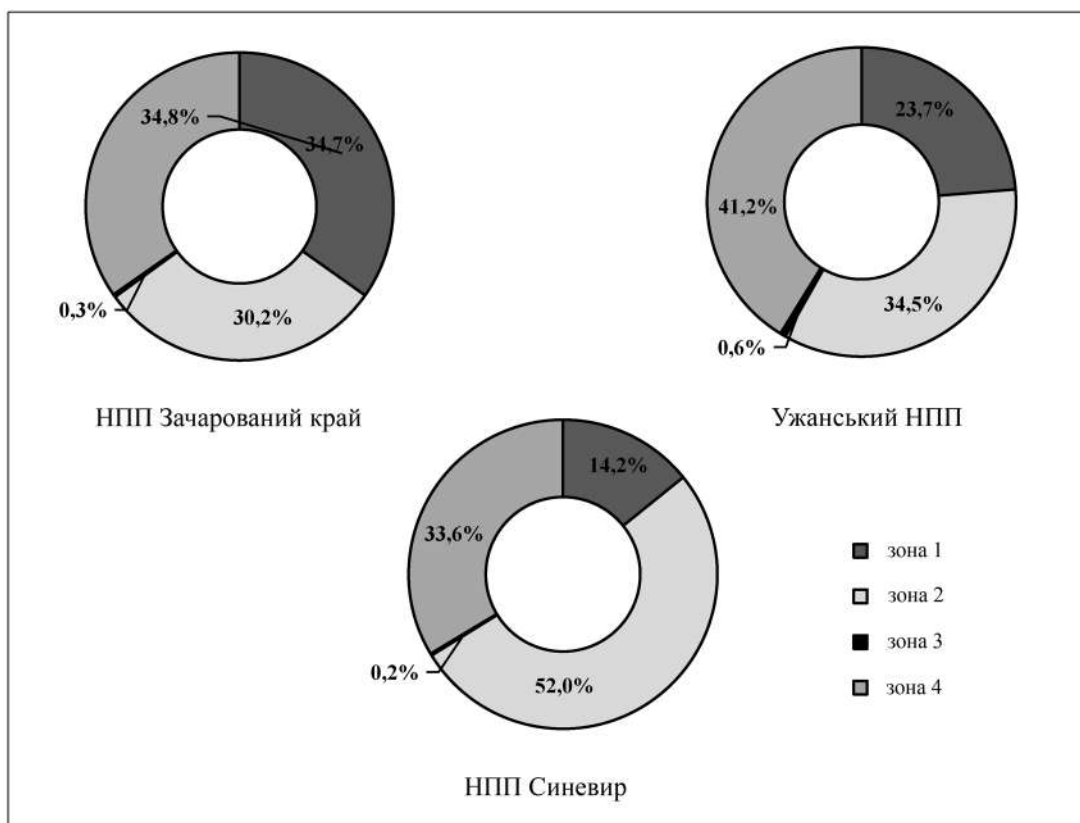 34,8%
34,7%
0,3%
30,2%
НПП Зачарований край
23,7%
41,2%
34,5%
0,6%
Ужанський НПП
14,2%
33,6%
0,2%
52,0%
НПП Синевир
зона 1
зона 2
зона 3
зона 4